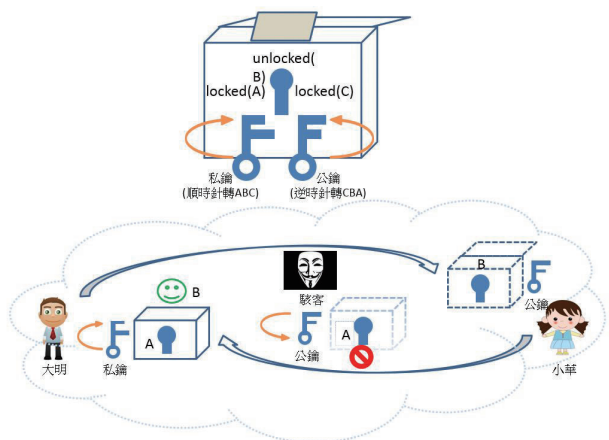 unlocked(
B)
locked(A)
locked(C)
私鑰
(順時針轉ABC)
公鑰
(逆時針轉CBA)
B
公鑰
駭客
B
A
私鑰
大明
A
公鑰
小華